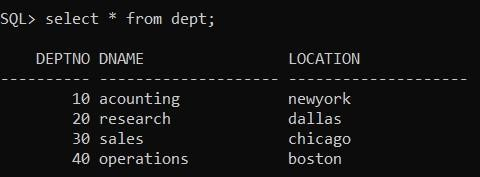 SQL> select * from dept;
    DEPTNO DNAME                LOCATION
---------- -------------------- --------------------
        10 acounting            newyork
        20 research             dallas
        30 sales                chicago
        40 operations           boston